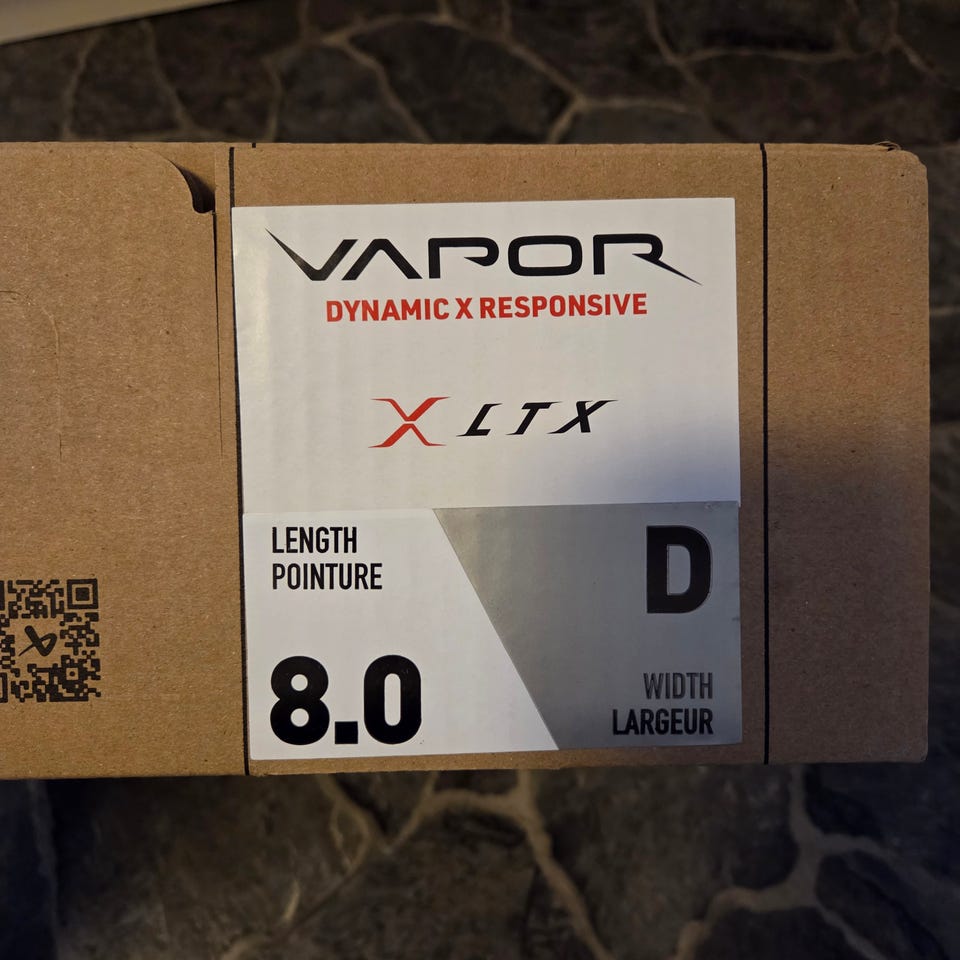 VAPOR
DYNAMIC X RESPONSIVE
X LTX
LENGTH
POINTURE
8.0
D
WIDTH
LARGEUR